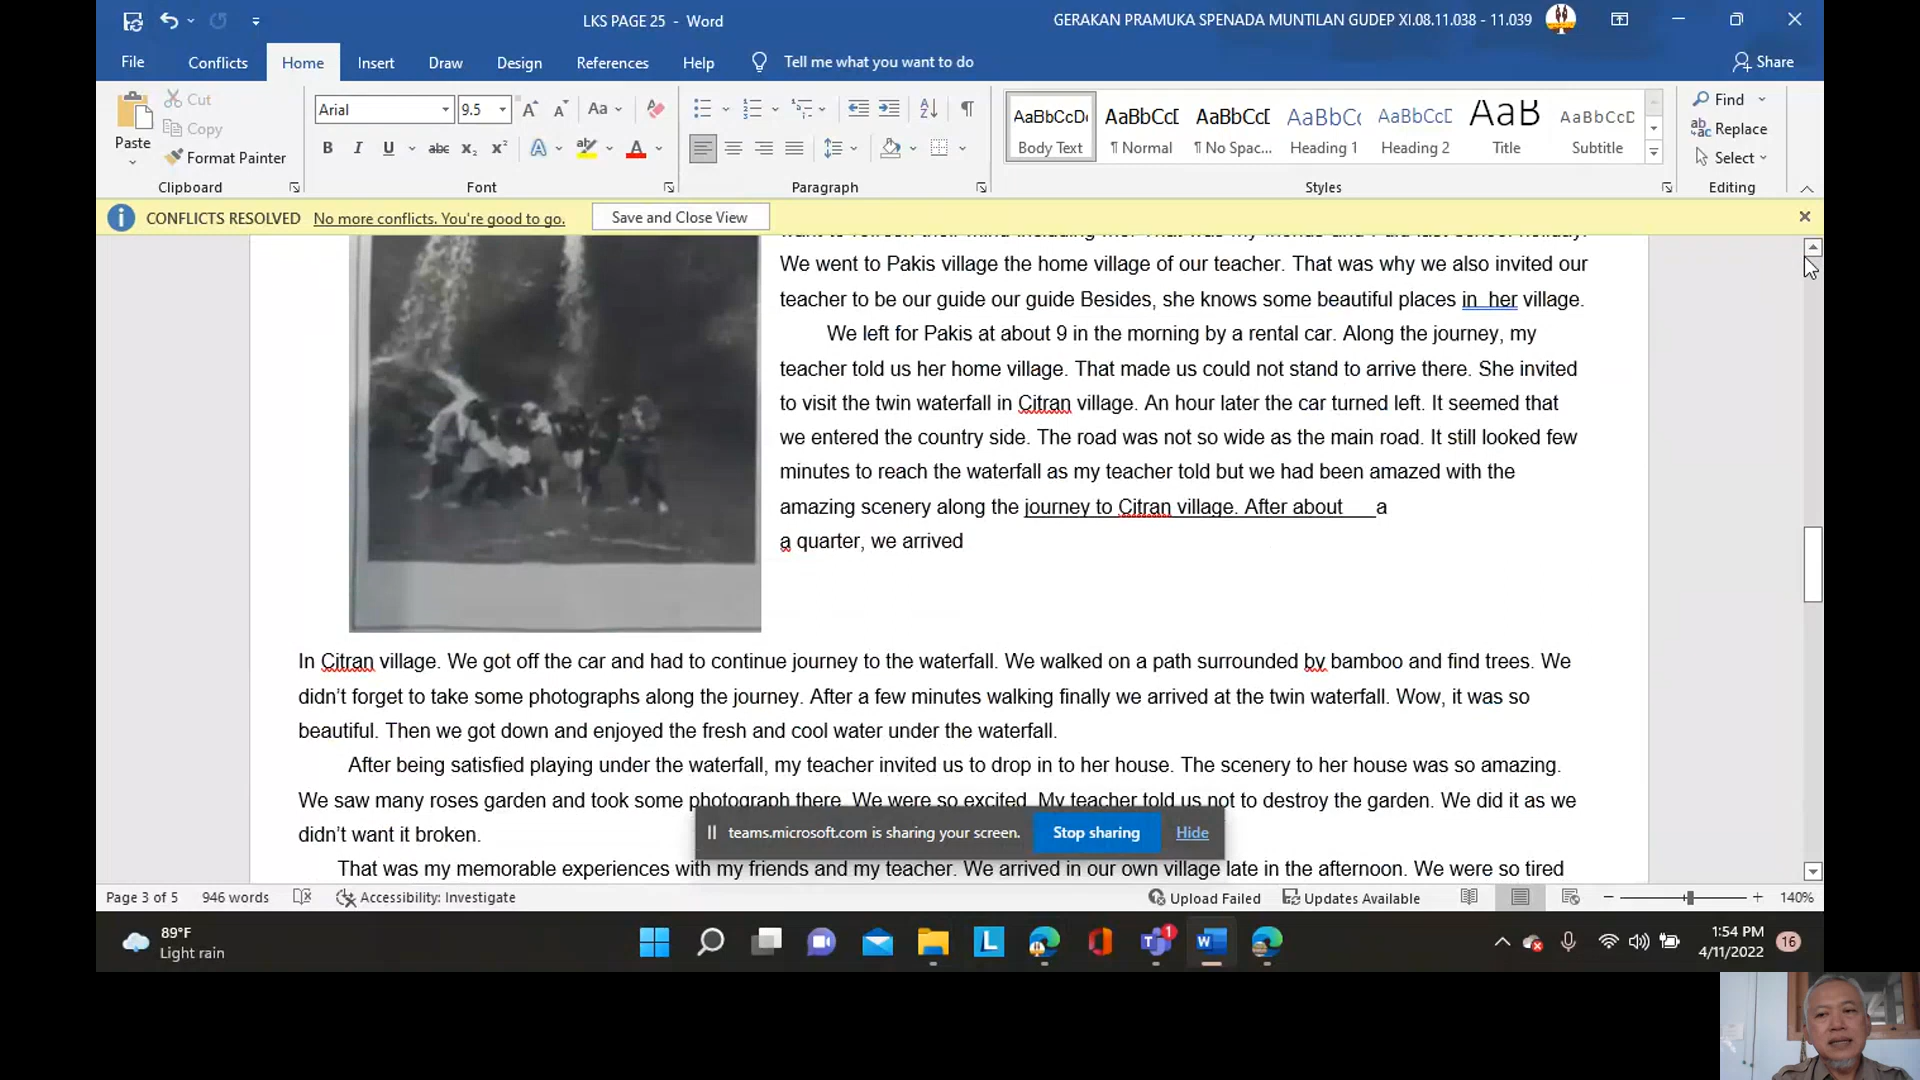 LKS PAGE 25 - Word
GERAKAN PRAMUKA SPENADA MUNTILAN GUDEP XI.08.11.038 - 11.039
File Conflicts Home Insert Draw Design References Help Tell me what you want to do
Share
Paste
Cut
Copy
Format Painter
Clipboard
Arial 9.5
Font
Paragraph
AaBbCcDc AaBbCcDc AaBbCcDc AaBbCc AaBbCcD AaB AaBbCcD
Body Text ¶ Normal ¶ No Spac... Heading 1 Heading 2 Title Subtitle
Styles
Find
Replace
Select
Editing
CONFLICTS RESOLVED No more conflicts. You're good to go. Save and Close View
We went to Pakis village the home village of our teacher. That was why we also invited our
teacher to be our guide our guide Besides, she knows some beautiful places in her village.
We left for Pakis at about 9 in the morning by a rental car. Along the journey, my
teacher told us her home village. That made us could not stand to arrive there. She invited
to visit the twin waterfall in Citran village. An hour later the car turned left. It seemed that
we entered the country side. The road was not so wide as the main road. It still looked few
minutes to reach the waterfall as my teacher told but we had been amazed with the
amazing scenery along the journey to Citran village. After about a
a quarter, we arrived
In Citran village. We got off the car and had to continue journey to the waterfall. We walked on a path surrounded by bamboo and find trees. We
didn't forget to take some photographs along the journey. After a few minutes walking finally we arrived at the twin waterfall. Wow, it was so
beautiful. Then we got down and enjoyed the fresh and cool water under the waterfall.
After being satisfied playing under the waterfall, my teacher invited us to drop in to her house. The scenery to her house was so amazing.
We saw many roses garden and took some photograph there. We were so excited. My teacher told us not to destroy the garden. We did it as we
didn't want it broken.
teams.microsoft.com is sharing your screen. Stop sharing Hide
That was my memorable experiences with my friends and my teacher. We arrived in our own village late in the afternoon. We were so tired
Page 3 of 5 946 words Accessibility: Investigate Upload Failed Updates Available 140%
89°F
Light rain
1:54 PM
4/11/2022
16